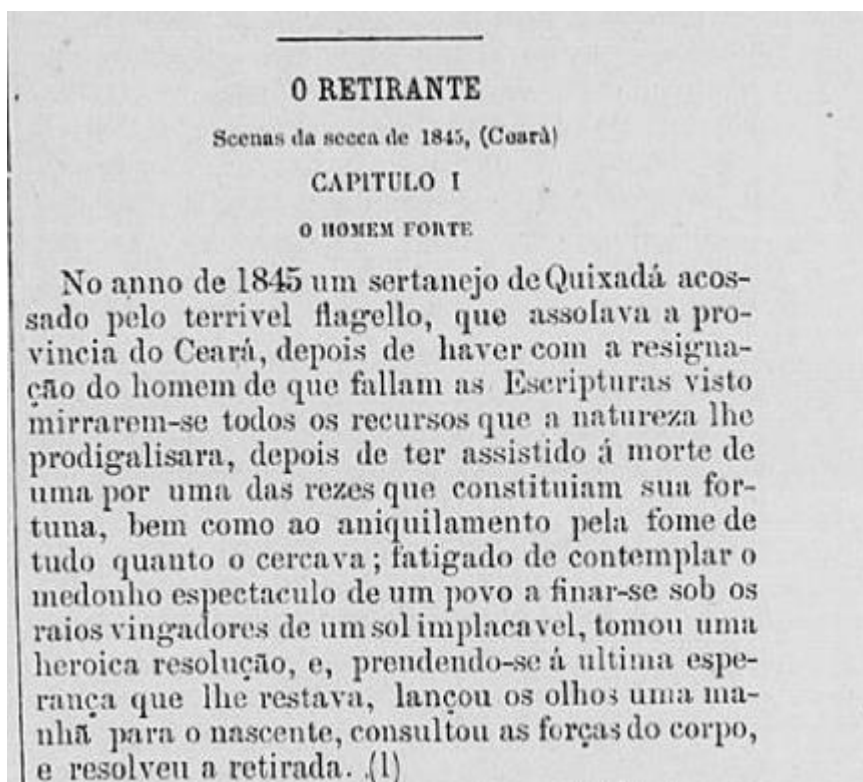 O RETIRANTE
Scenas da secca de 1845, (Ceará)
CAPITULO I
O HOMEM FORTE
No anno de 1845 um sertanejo de Quixadá acos-
sado pelo terrivel flagello, que assolava a pro-
vincia do Ceará, depois de haver com a resigna-
ção do homem de que fallam as Escripturas visto
mirrarem-se todos os recursos que a natureza lhe
prodigalisara, depois de ter assistido á morte de
uma por uma das rezes que constituiam sua for-
tuna, bem como ao aniquilamento pela fome de
tudo quanto o cercava; fatigado de contemplar o
medonho espectaculo de um povo a finar-se sob os
raios vingadores de um sol implacavel, tomou uma
heroica resolução, e, prendendo-se á ultima espe-
rança que lhe restava, lançou os olhos uma ma-
nhã para o nascente, consultou as forças do corpo,
e resolveu a retirada. (1)